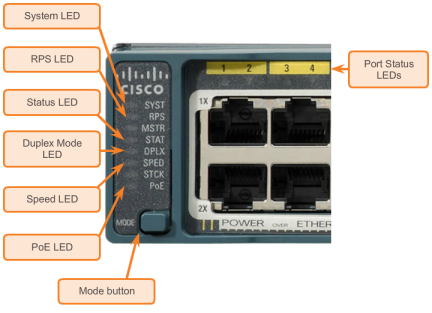 System LED
RPS LED
Status LED
Duplex Mode
LED
Speed LED
PoE LED
Mode button
Port Status
LEDs
CISCO
SYST
RPS
MSTR
STAT
DPLX
SPED
STCK
PoE
MODE
1 2 3 4
1X
2X
POWER OVER ETHER